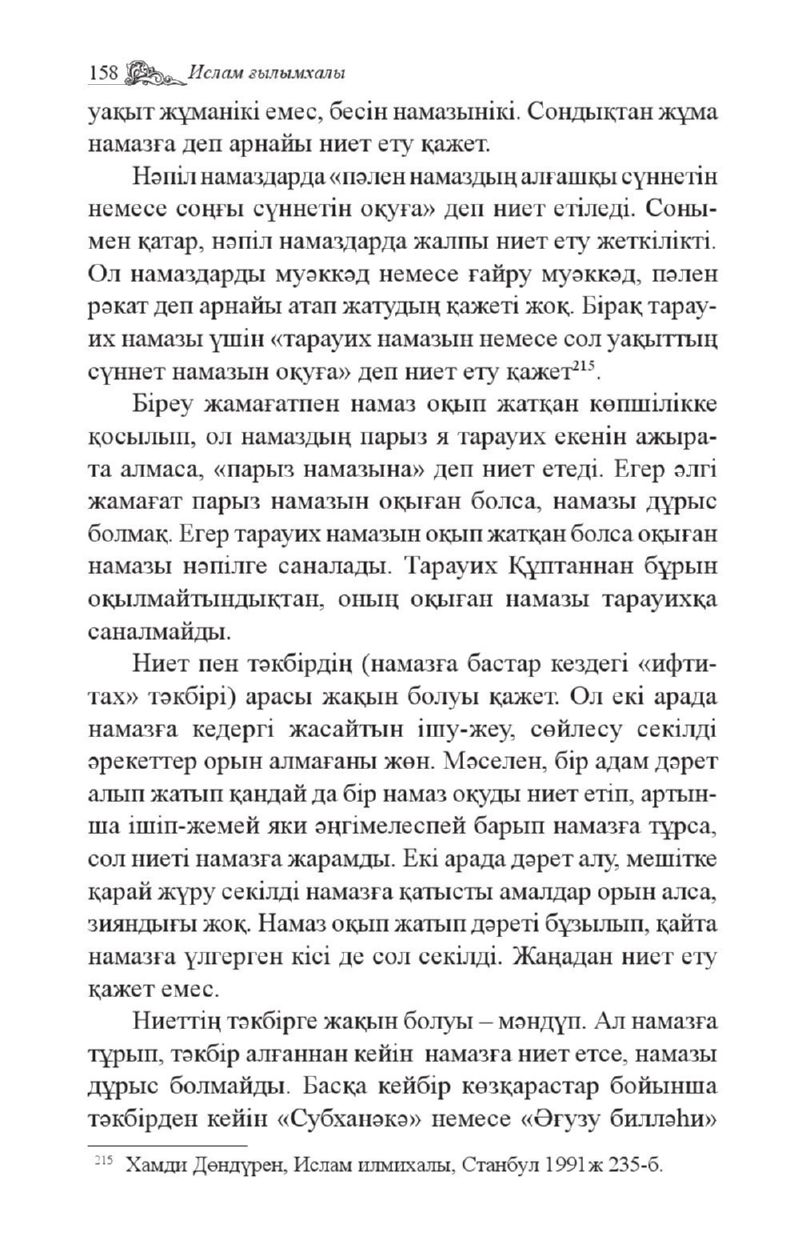 158 Ислам ғылымхалы
уақыт жұманікі емес, бесін намазынікі. Сондықтан жұма
намазға деп арнайы ниет ету қажет.
Нәпіл намаздарда «пәлен намаздың алғашқы сүннетін
немесе соңғы сүннетін оқуға» деп ниет етіледі. Соны-
мен қатар, нәпіл намаздарда жалпы ниет ету жеткілікті.
Ол намаздарды муәккәд немесе ғайру муәккәд, пәлен
рәкат деп арнайы атап жатудың қажеті жоқ. Бірақ тарау-
их намазы үшін «тарауих намазын немесе сол уақыттың
сүннет намазын оқуға» деп ниет ету қажет²¹⁵.
Біреу жамағатпен намаз оқып жатқан көпшілікке
қосылып, ол намаздың парыз я тарауих екенін ажыра-
та алмаса, «парыз намазына» деп ниет етеді. Егер әлгі
жамағат парыз намазын оқыған болса, намазы дұрыс
болмақ. Егер тарауих намазын оқып жатқан болса оқыған
намазы нәпілге саналады. Тарауих Құптаннан бұрын
оқылмайтындықтан, оның оқыған намазы тарауихқа
саналмайды.
Ниет пен тәкбірдің (намазға бастар кездегі «ифти-
тах» тәкбірі) арасы жақын болуы қажет. Ол екі арада
намазға кедергі жасайтын ішу-жеу, сөйлесу секілді
әрекеттер орын алмағаны жөн. Мәселен, бір адам дәрет
алып жатып қандай да бір намаз оқуды ниет етіп, артын-
ша ішіп-жемей яки әңгімелеспей барып намазға тұрса,
сол ниеті намазға жарамды. Екі арада дәрет алу, мешітке
қарай жүру секілді намазға қатысты амалдар орын алса,
зияндығы жоқ. Намаз оқып жатып дәреті бұзылып, қайта
намазға үлгерген кісі де сол секілді. Жаңадан ниет ету
қажет емес.
Ниеттің тәкбірге жақын болуы – мәндүп. Ал намазға
тұрып, тәкбір алғаннан кейін намазға ниет етсе, намазы
дұрыс болмайды. Басқа кейбір көзқарастар бойынша
тәкбірден кейін «Субханәкә» немесе «Әғузу билләһи»
²¹⁵ Хамди Дөндүрен, Ислам илмихалы, Станбул 1991ж 235-б.